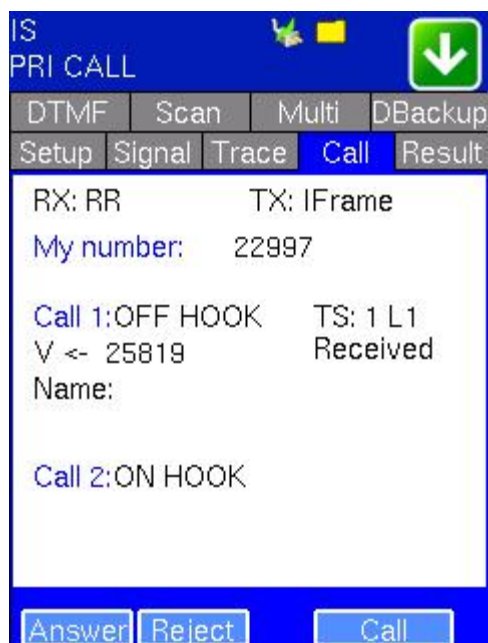 IS
PRI CALL
DTMF Scan Multi DBackup
Setup Signal Trace Call Result
RX: RR TX: IFrame
My number: 22997
Call 1:OFF HOOK TS: 1 L1
V <- 25819 Received
Name:
Call 2:ON HOOK
Answer Reject Call